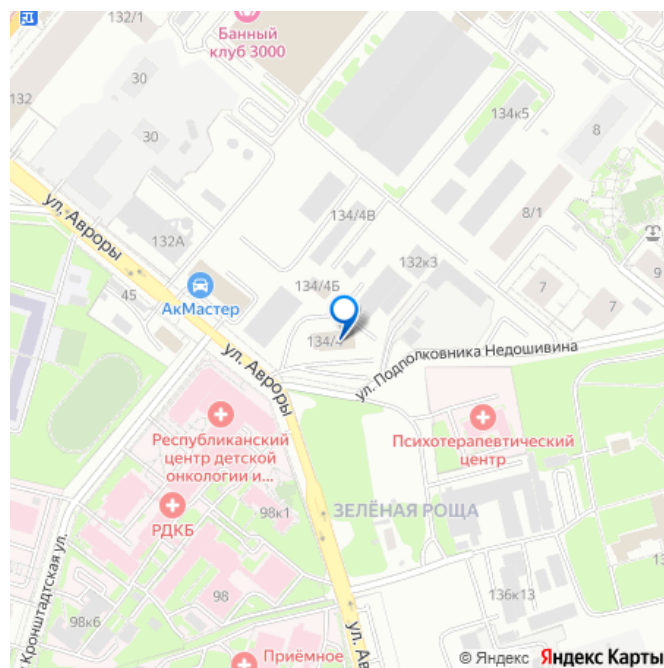 132/1
Банный
клуб 3000
30
132
30
134к5
8
ул. Авроры
134/4В
8/1
132А
132к3
9
45
АкМастер
134/4Б
7
7
134/4
ул. Авроры
ул. Подполковника Недошивина
Республиканский
центр детской
онкологии и...
Психотерапевтический
центр
РДКБ
98к1
ЗЕЛЁНАЯ РОЩА
Кронштадтская ул.
98
136к13
98к6
Приёмное
ул. Ав
© Яндекс Яндекс Карты